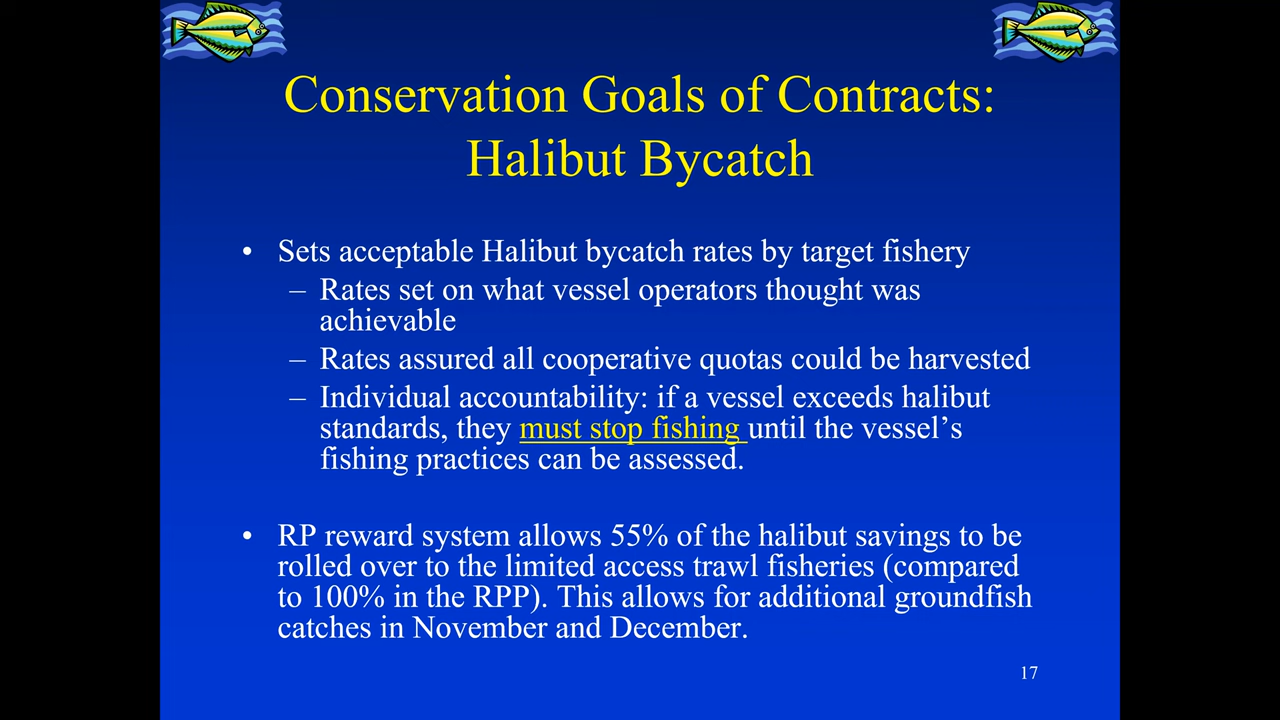 Conservation Goals of Contracts:
Halibut Bycatch
• Sets acceptable Halibut bycatch rates by target fishery
– Rates set on what vessel operators thought was
achievable
– Rates assured all cooperative quotas could be harvested
– Individual accountability: if a vessel exceeds halibut
standards, they must stop fishing until the vessel’s
fishing practices can be assessed.
• RP reward system allows 55% of the halibut savings to be
rolled over to the limited access trawl fisheries (compared
to 100% in the RPP). This allows for additional groundfish
catches in November and December.
17